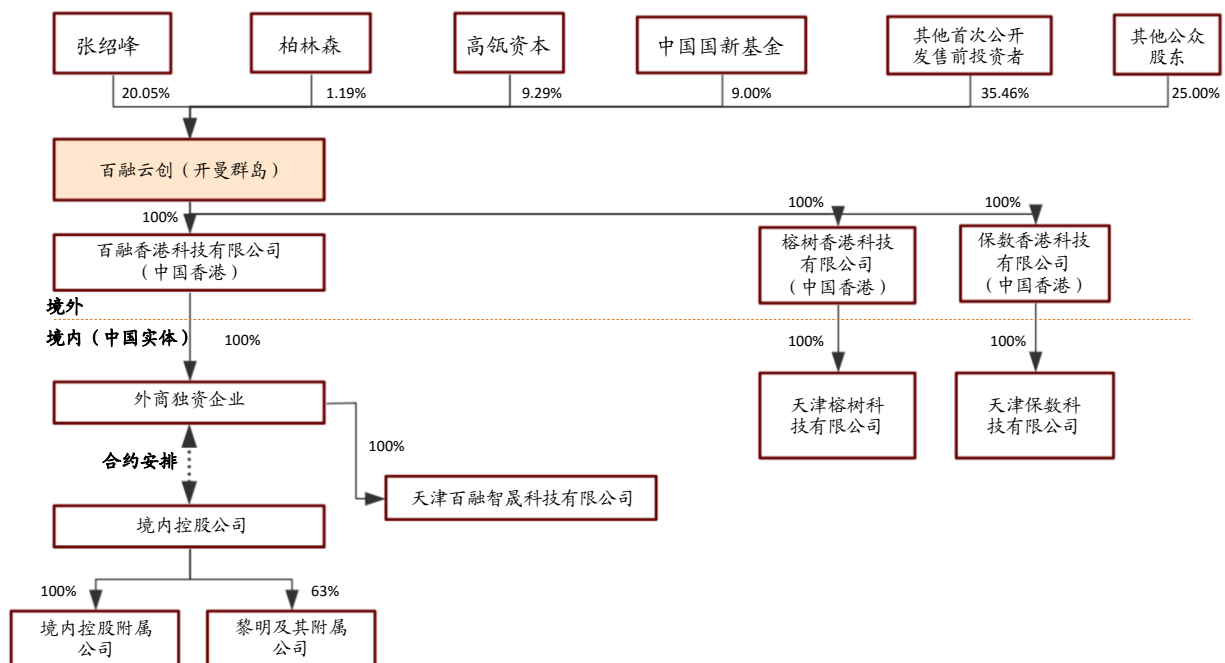 张绍峰
柏林森
高瓴资本
中国国新基金
其他首次公开
发售前投资者
其他公众
股东
20.05%
1.19%
9.29%
9.00%
35.46%
25.00%
百融云创（开曼群岛）
100%
100%
100%
百融香港科技有限公司
（中国香港）
榕树香港科技
有限公司
（中国香港）
保数香港科技
有限公司
（中国香港）
境外
境内（中国实体）
100%
100%
100%
外商独资企业
天津榕树科
技有限公司
天津保数科
技有限公司
100%
合约安排
天津百融智晟科技有限公司
境内控股公司
100%
63%
境内控股附属
公司
黎明及其附属
公司